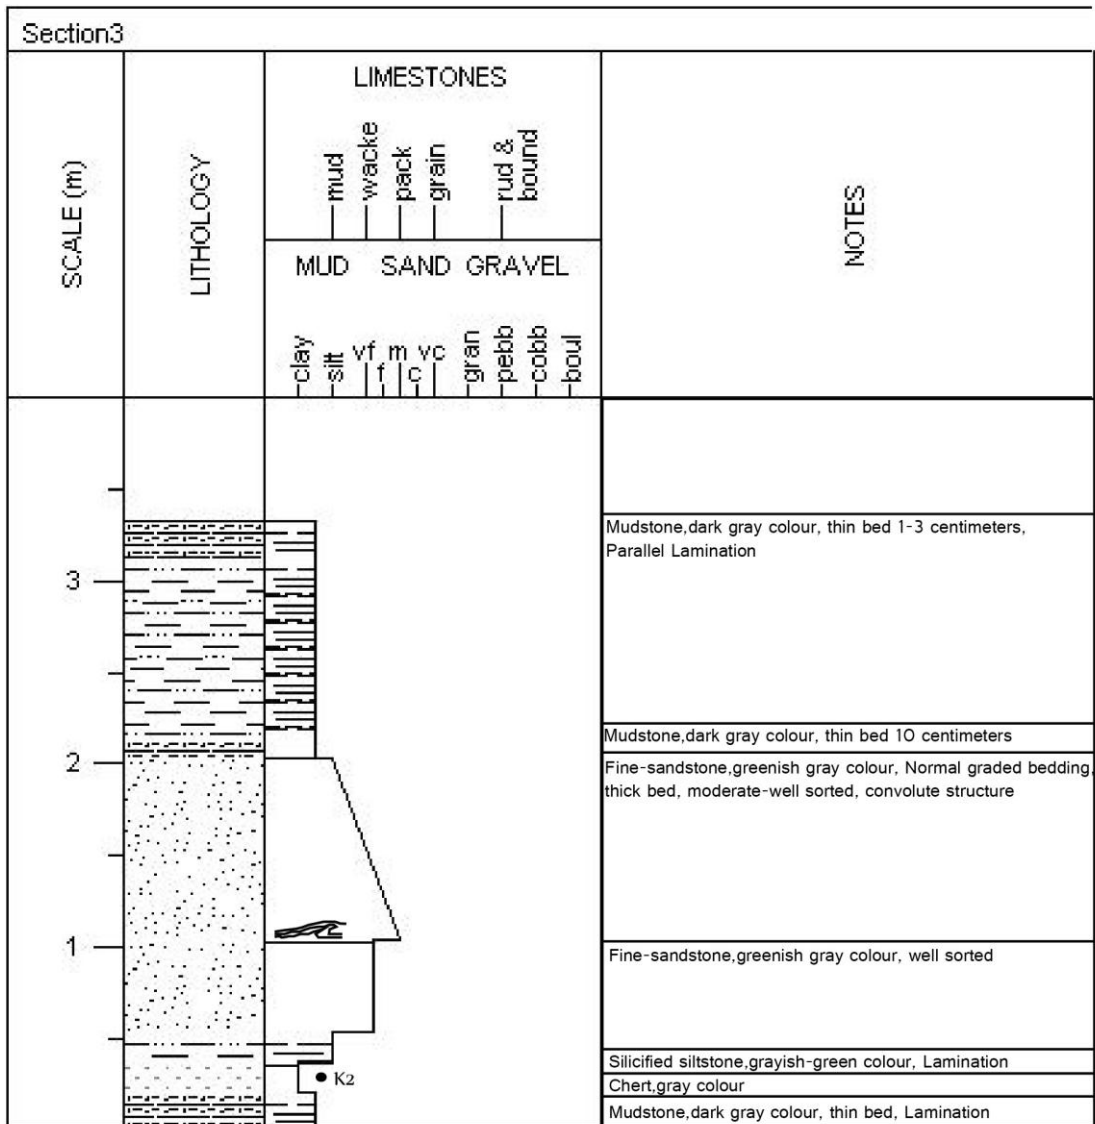 Section3
SCALE (m)
LITHOLOGY
LIMESTONES
mud
wacke
pack
grain
rud &
bound
MUD SAND GRAVEL
clay
silt
vf
f
m
c
vc
gran
pebb
cobb
boul
NOTES
Mudstone,dark gray colour, thin bed 1-3 centimeters,
Parallel Lamination
3
Mudstone,dark gray colour, thin bed 10 centimeters
2
Fine-sandstone,greenish gray colour, Normal graded bedding,
thick bed, moderate-well sorted, convolute structure
1
Fine-sandstone,greenish gray colour, well sorted
Silicified siltstone,grayish-green colour, Lamination
K2
Chert,gray colour
Mudstone,dark gray colour, thin bed, Lamination